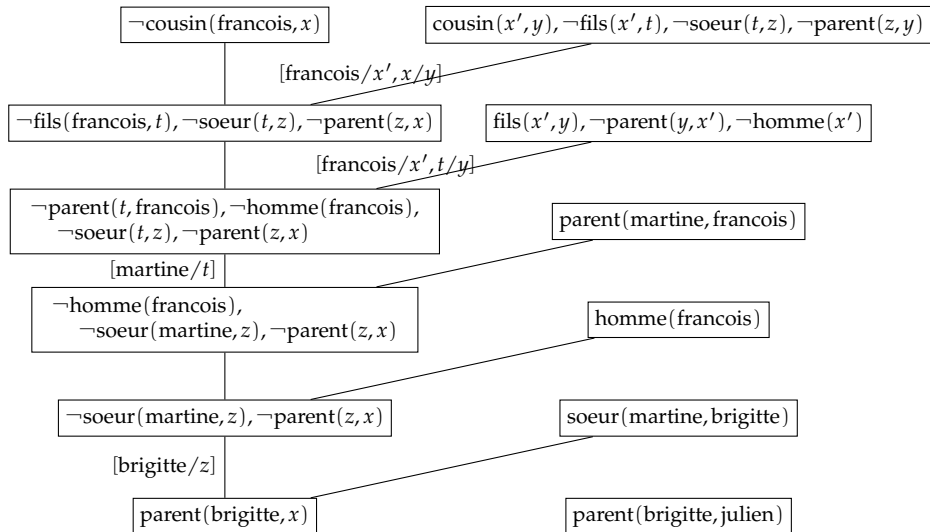 ¬cousin(francois, x)
cousin(x′, y), ¬fils(x′, t), ¬soeur(t, z), ¬parent(z, y)
[francois/x′, x/y]
¬fils(francois, t), ¬soeur(t, z), ¬parent(z, x)
fils(x′, y), ¬parent(y, x′), ¬homme(x′)
[francois/x′, t/y]
¬parent(t, francois), ¬homme(francois),
¬soeur(t, z), ¬parent(z, x)
parent(martine, francois)
[martine/t]
¬homme(francois),
¬soeur(martine, z), ¬parent(z, x)
homme(francois)
¬soeur(martine, z), ¬parent(z, x)
soeur(martine, brigitte)
[brigitte/z]
parent(brigitte, x)
parent(brigitte, julien)